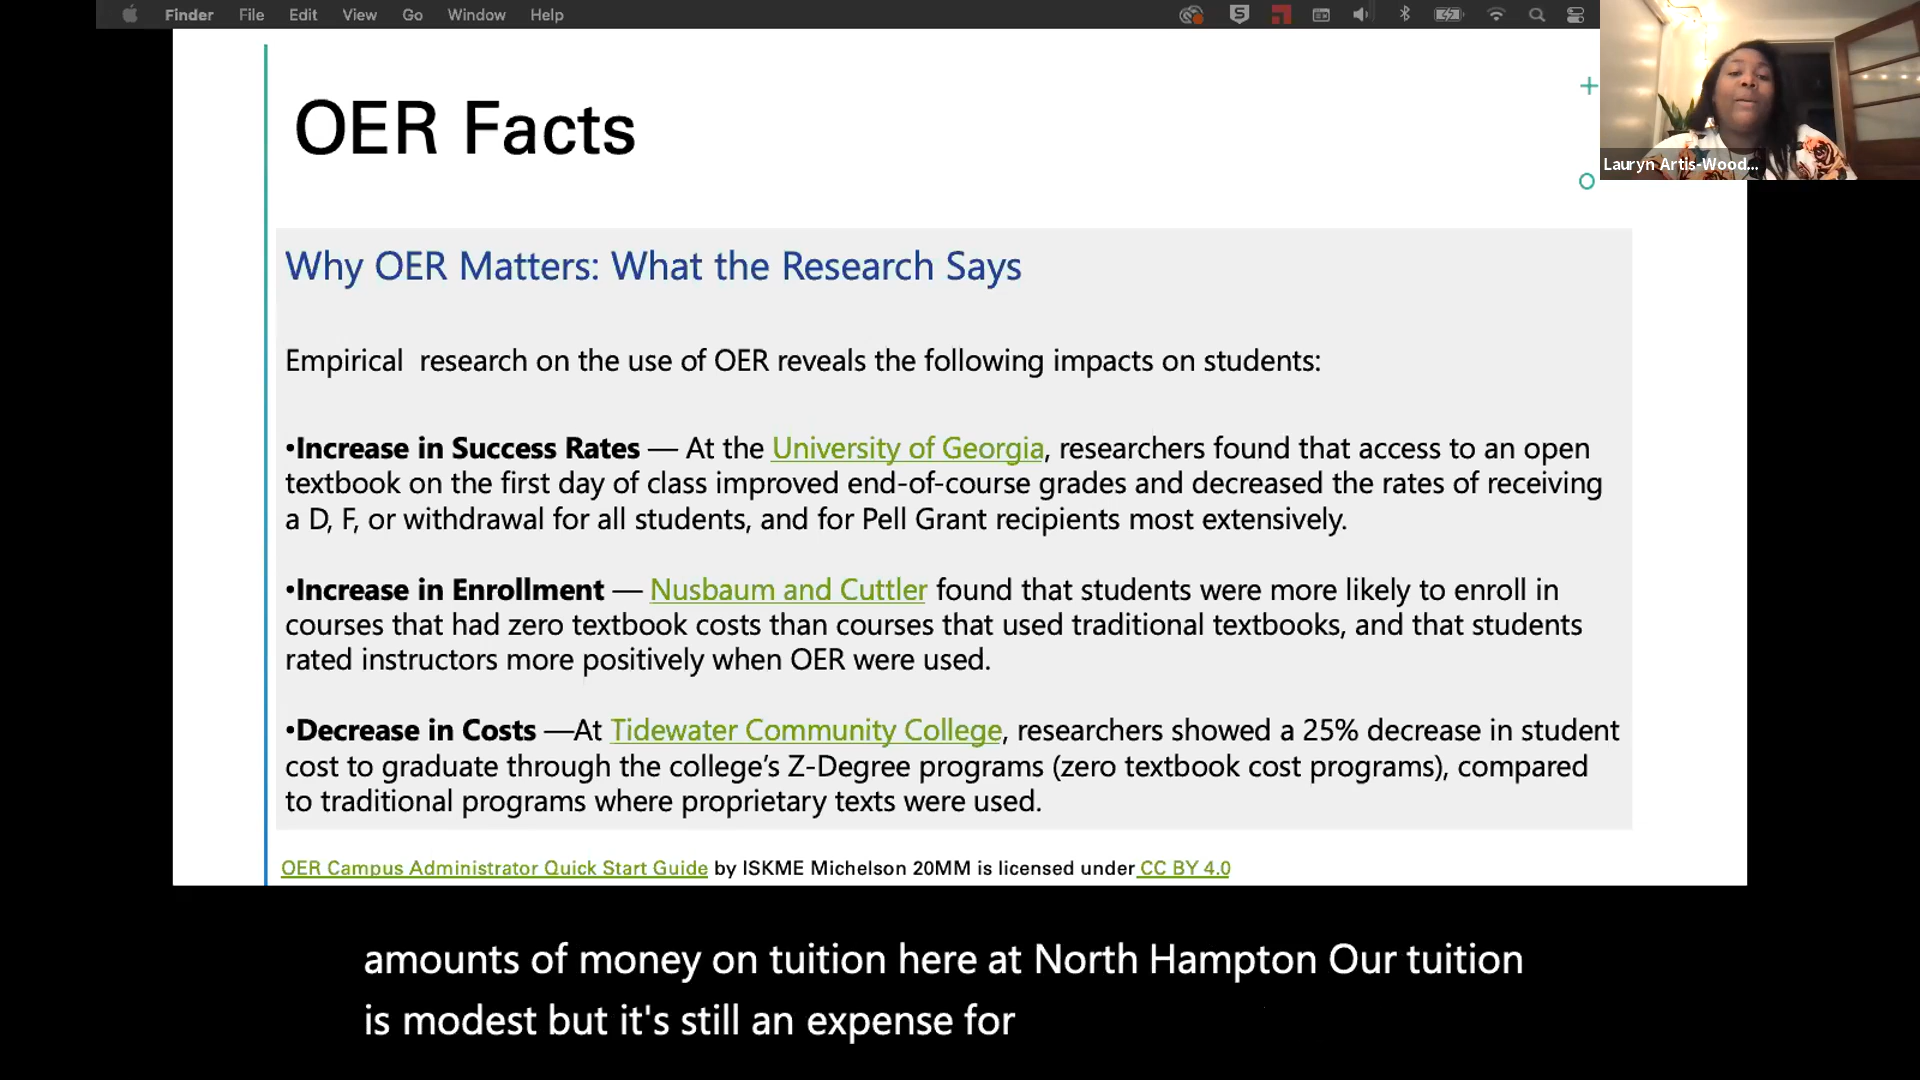 Finder File Edit View Go Window Help
OER Facts
Lauryn Artis-Wood...
Why OER Matters: What the Research Says
Empirical  research on the use of OER reveals the following impacts on students:
•Increase in Success Rates — At the University of Georgia, researchers found that access to an open
textbook on the first day of class improved end-of-course grades and decreased the rates of receiving
a D, F, or withdrawal for all students, and for Pell Grant recipients most extensively.
•Increase in Enrollment — Nusbaum and Cuttler found that students were more likely to enroll in
courses that had zero textbook costs than courses that used traditional textbooks, and that students
rated instructors more positively when OER were used.
•Decrease in Costs —At Tidewater Community College, researchers showed a 25% decrease in student
cost to graduate through the college’s Z-Degree programs (zero textbook cost programs), compared
to traditional programs where proprietary texts were used.
OER Campus Administrator Quick Start Guide by ISKME Michelson 20MM is licensed under CC BY 4.0
amounts of money on tuition here at North Hampton Our tuition
is modest but it's still an expense for